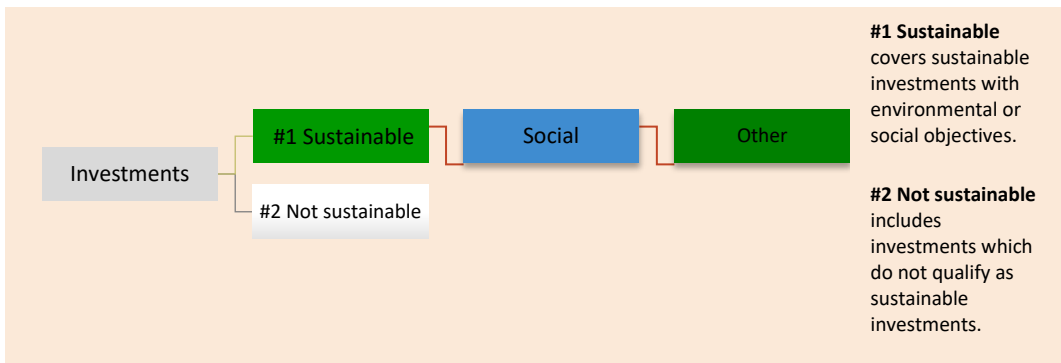 Investments
#1 Sustainable
Social
Other
#2 Not sustainable
#1 Sustainable
covers sustainable
investments with
environmental or
social objectives.
#2 Not sustainable
includes
investments which
do not qualify as
sustainable
investments.